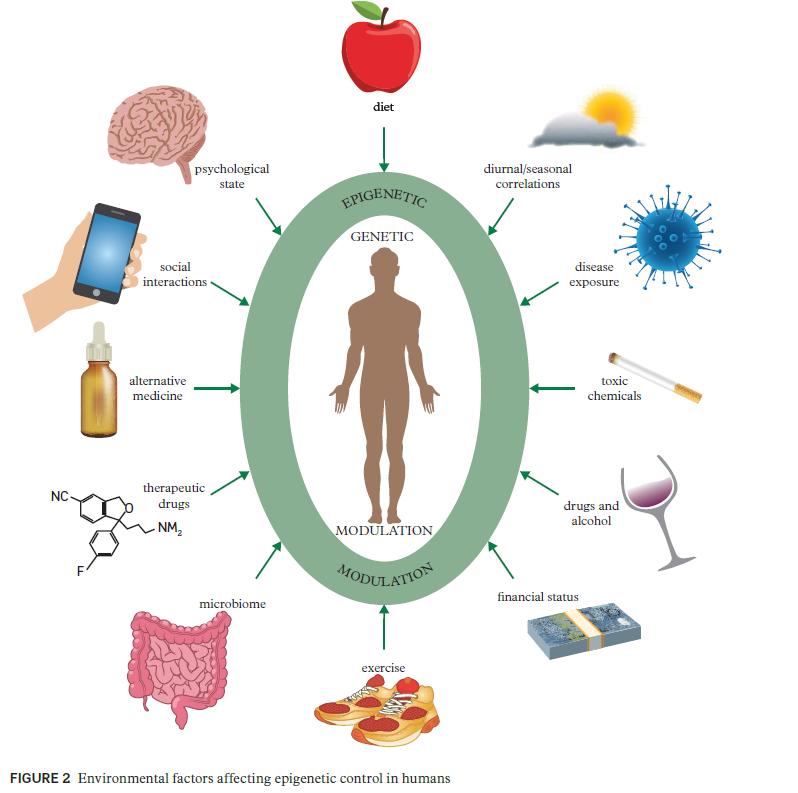 diet
psychological
state
diurnal/seasonal
correlations
EPIGENETIC
GENETIC
social
interactions
disease
exposure
alternative
medicine
toxic
chemicals
therapeutic
drugs
NC
O
NM2
F
drugs and
alcohol
MODULATION
MODULATION
microbiome
financial status
exercise
FIGURE 2 Environmental factors affecting epigenetic control in humans